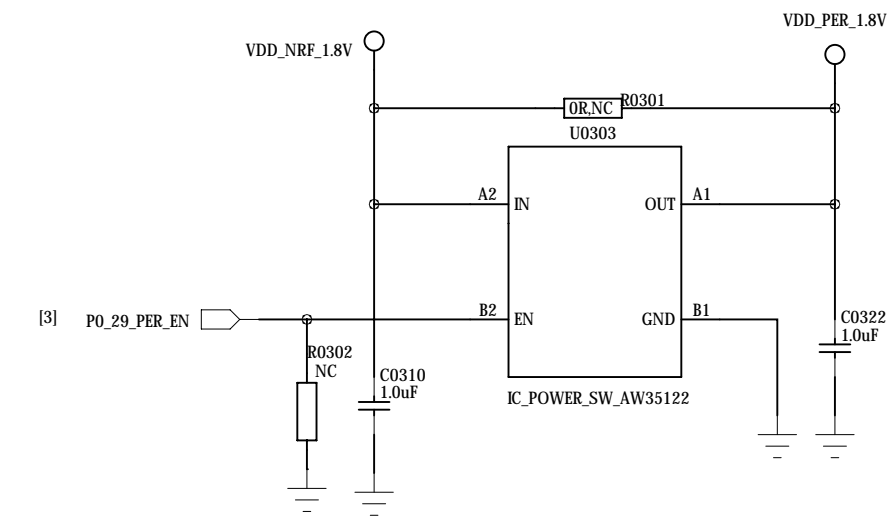 VDD_PER_1.8V
VDD_NRF_1.8V
0R,NC
R0301
U0303
A2
IN
OUT
A1
[3]
P0_29_PER_EN
B2
EN
GND
B1
C0322
1.0uF
R0302
NC
C0310
1.0uF
IC_POWER_SW_AW35122